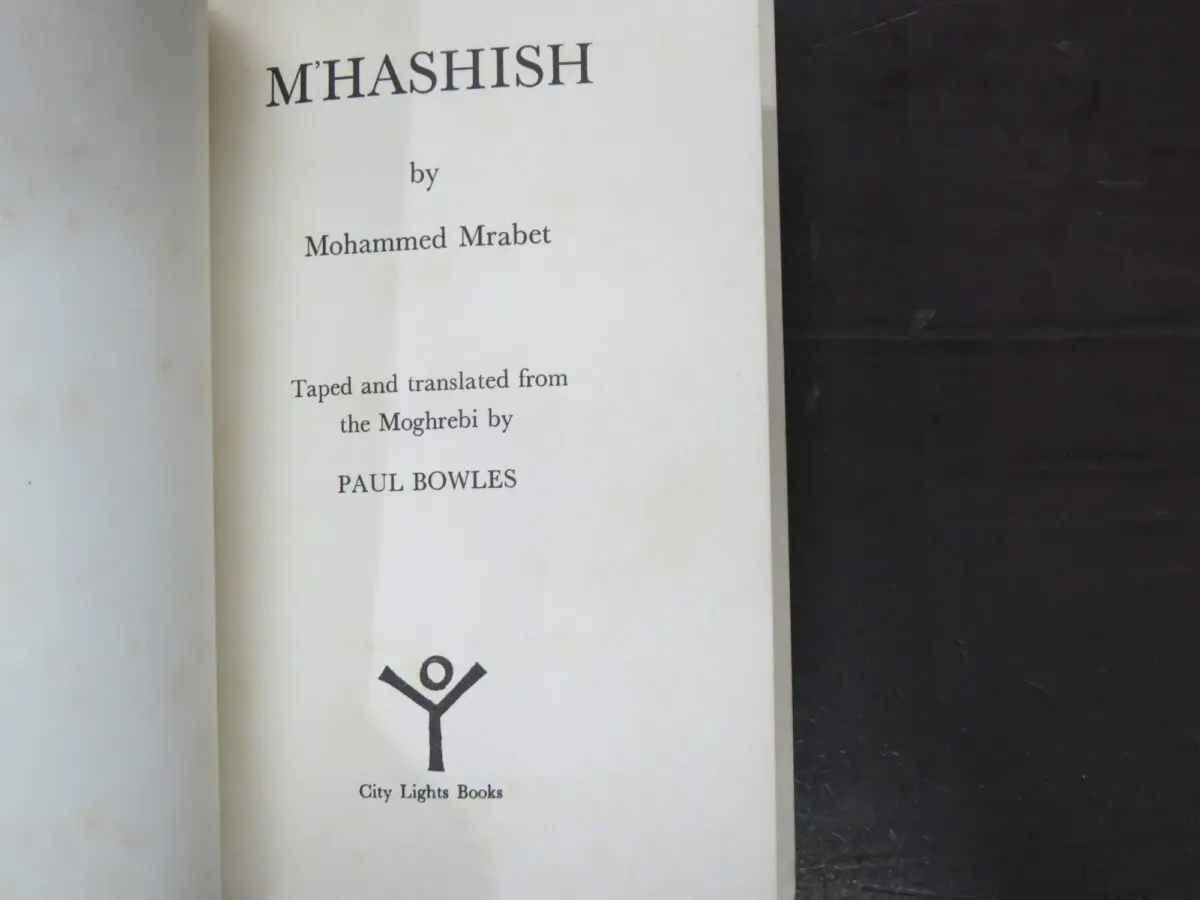 M'HASHISH
by
Mohammed Mrabet
Taped and translated from
the Moghrebi by
PAUL BOWLES
City Lights Books